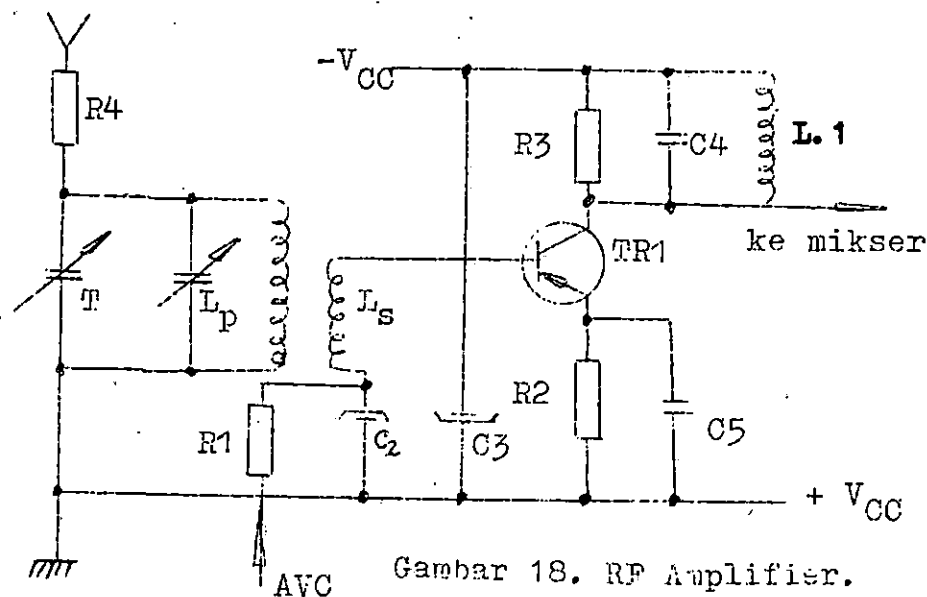 R4
-VCC
R3
C4
L.1
ke mikser
TR1
T
Lp
Ls
R1
C2
C3
R2
C5
+ VCC
AVC
Gambar 18. RF Amplifier.